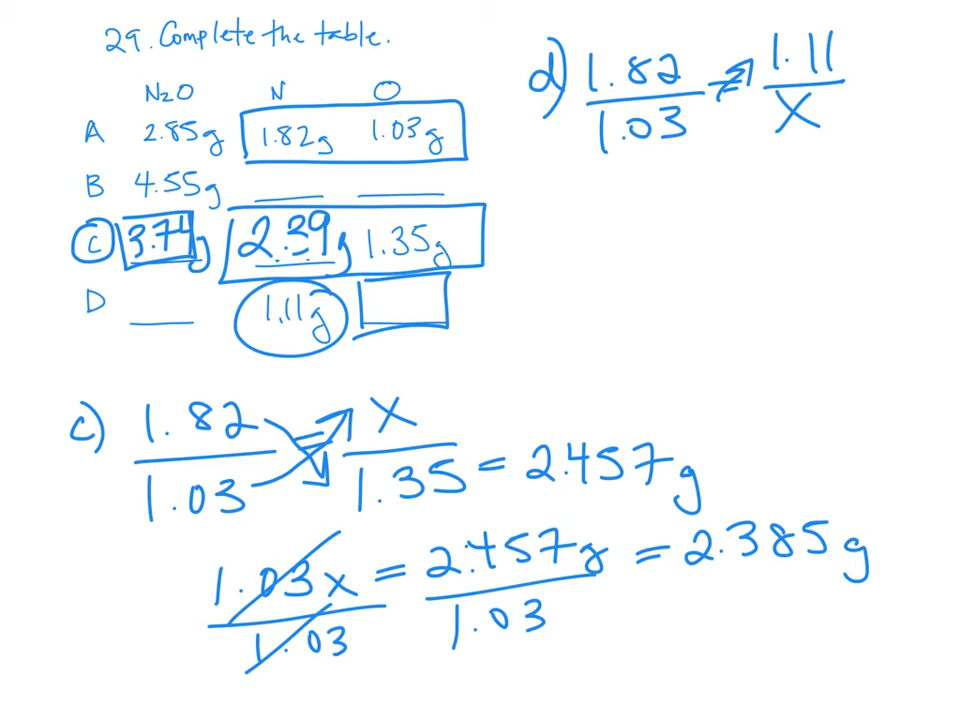 29. Complete the table.
N₂O N O
A 2.85g 1.82g 1.03g
B 4.55g
C 3.74g 2.39g 1.35g
D 1.11g
d) 1.82 = 1.11
1.03 X
c) 1.82 = X
1.03 1.35 = 2.457g
1.03x = 2.457g = 2.385g
1.03 1.03